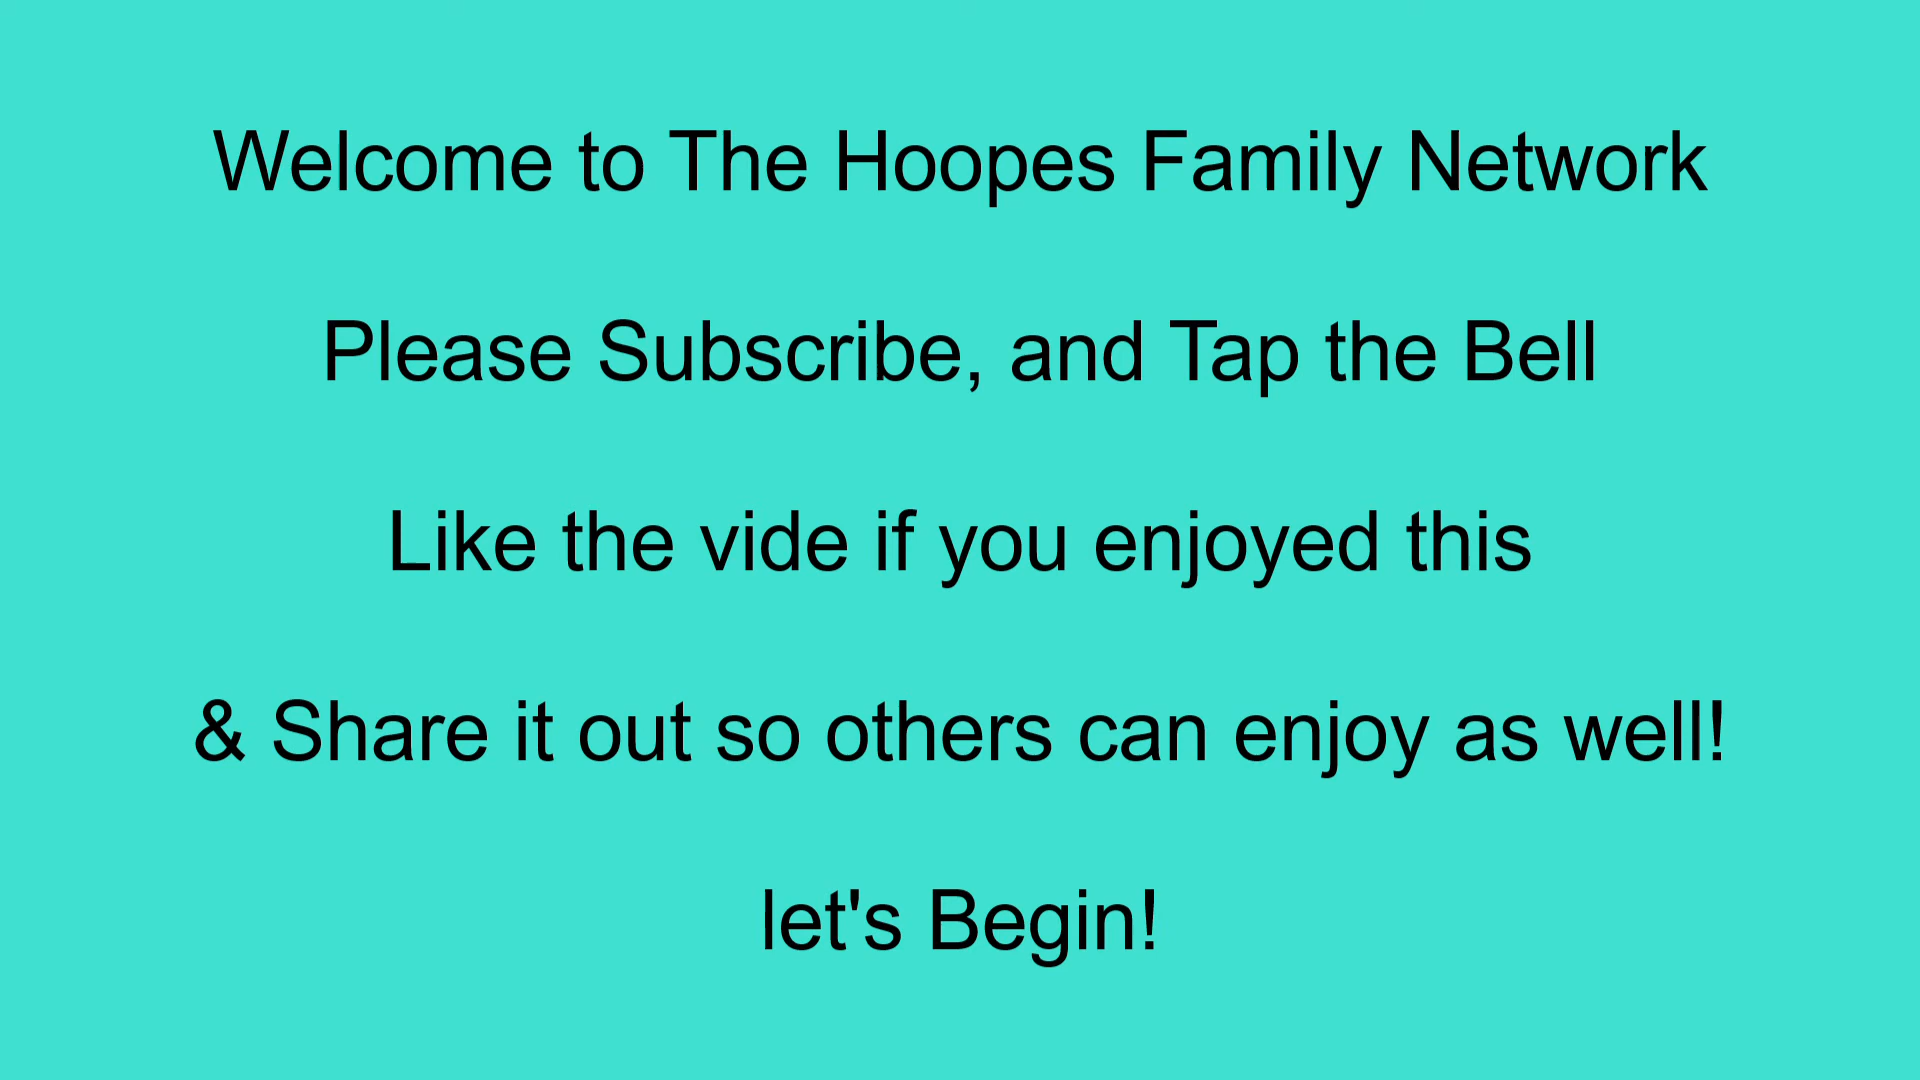 Welcome to The Hoopes Family Network
Please Subscribe, and Tap the Bell
Like the vide if you enjoyed this
& Share it out so others can enjoy as well!
let's Begin!